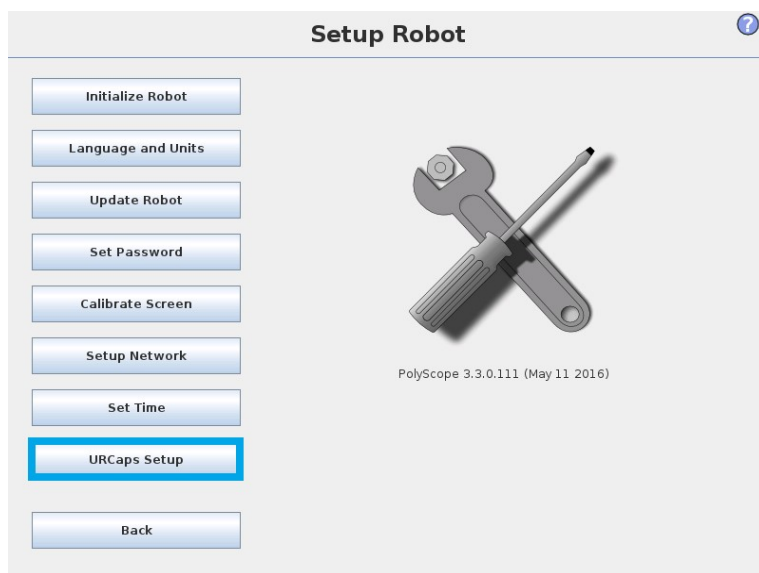 Setup Robot
?
Initialize Robot
Language and Units
Update Robot
Set Password
Calibrate Screen
Setup Network
Set Time
URCaps Setup
Back
PolyScope 3.3.0.111 (May 11 2016)